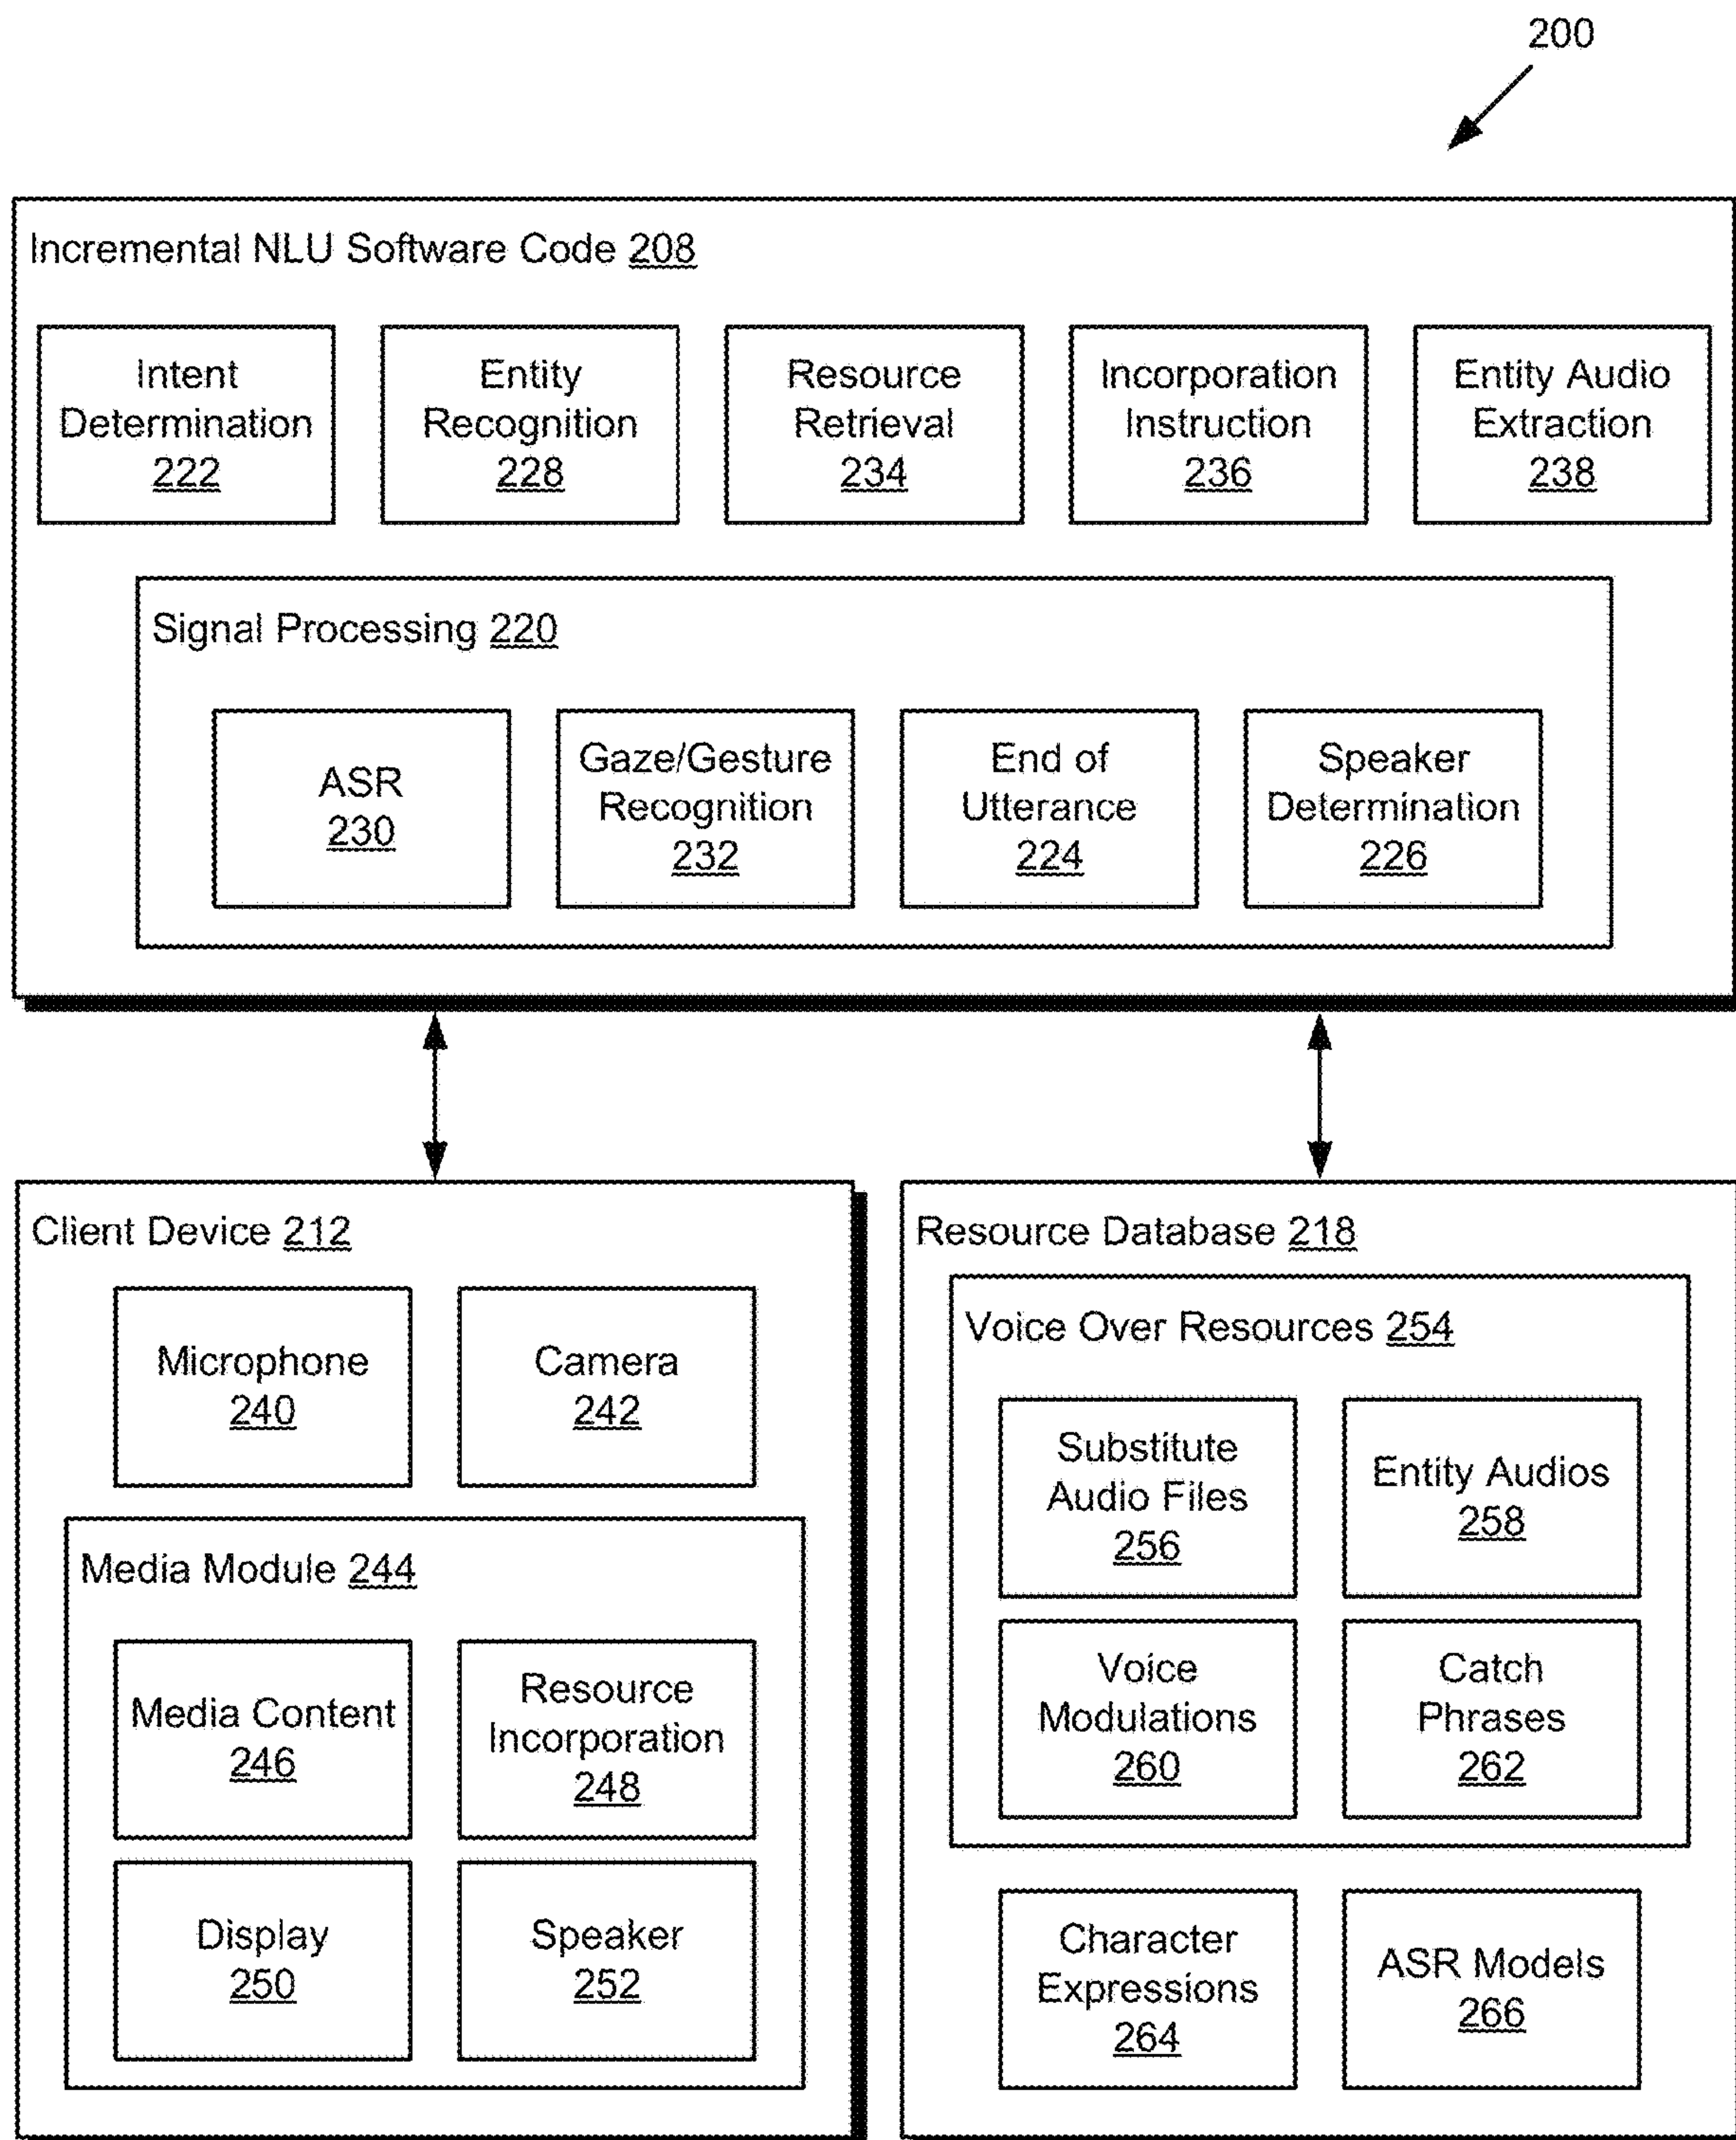 200
Incremental NLU Software Code 208
Intent
Determination
222
Entity
Recognition
228
Resource
Retrieval
234
Incorporation
Instruction
236
Entity Audio
Extraction
238
Signal Processing 220
ASR
230
Gaze/Gesture
Recognition
232
End of
Utterance
224
Speaker
Determination
226
Client Device 212
Microphone
240
Camera
242
Media Module 244
Media Content
246
Resource
Incorporation
248
Display
250
Speaker
252
Resource Database 218
Voice Over Resources 254
Substitute
Audio Files
256
Entity Audios
258
Voice
Modulations
260
Catch
Phrases
262
Character
Expressions
264
ASR Models
266